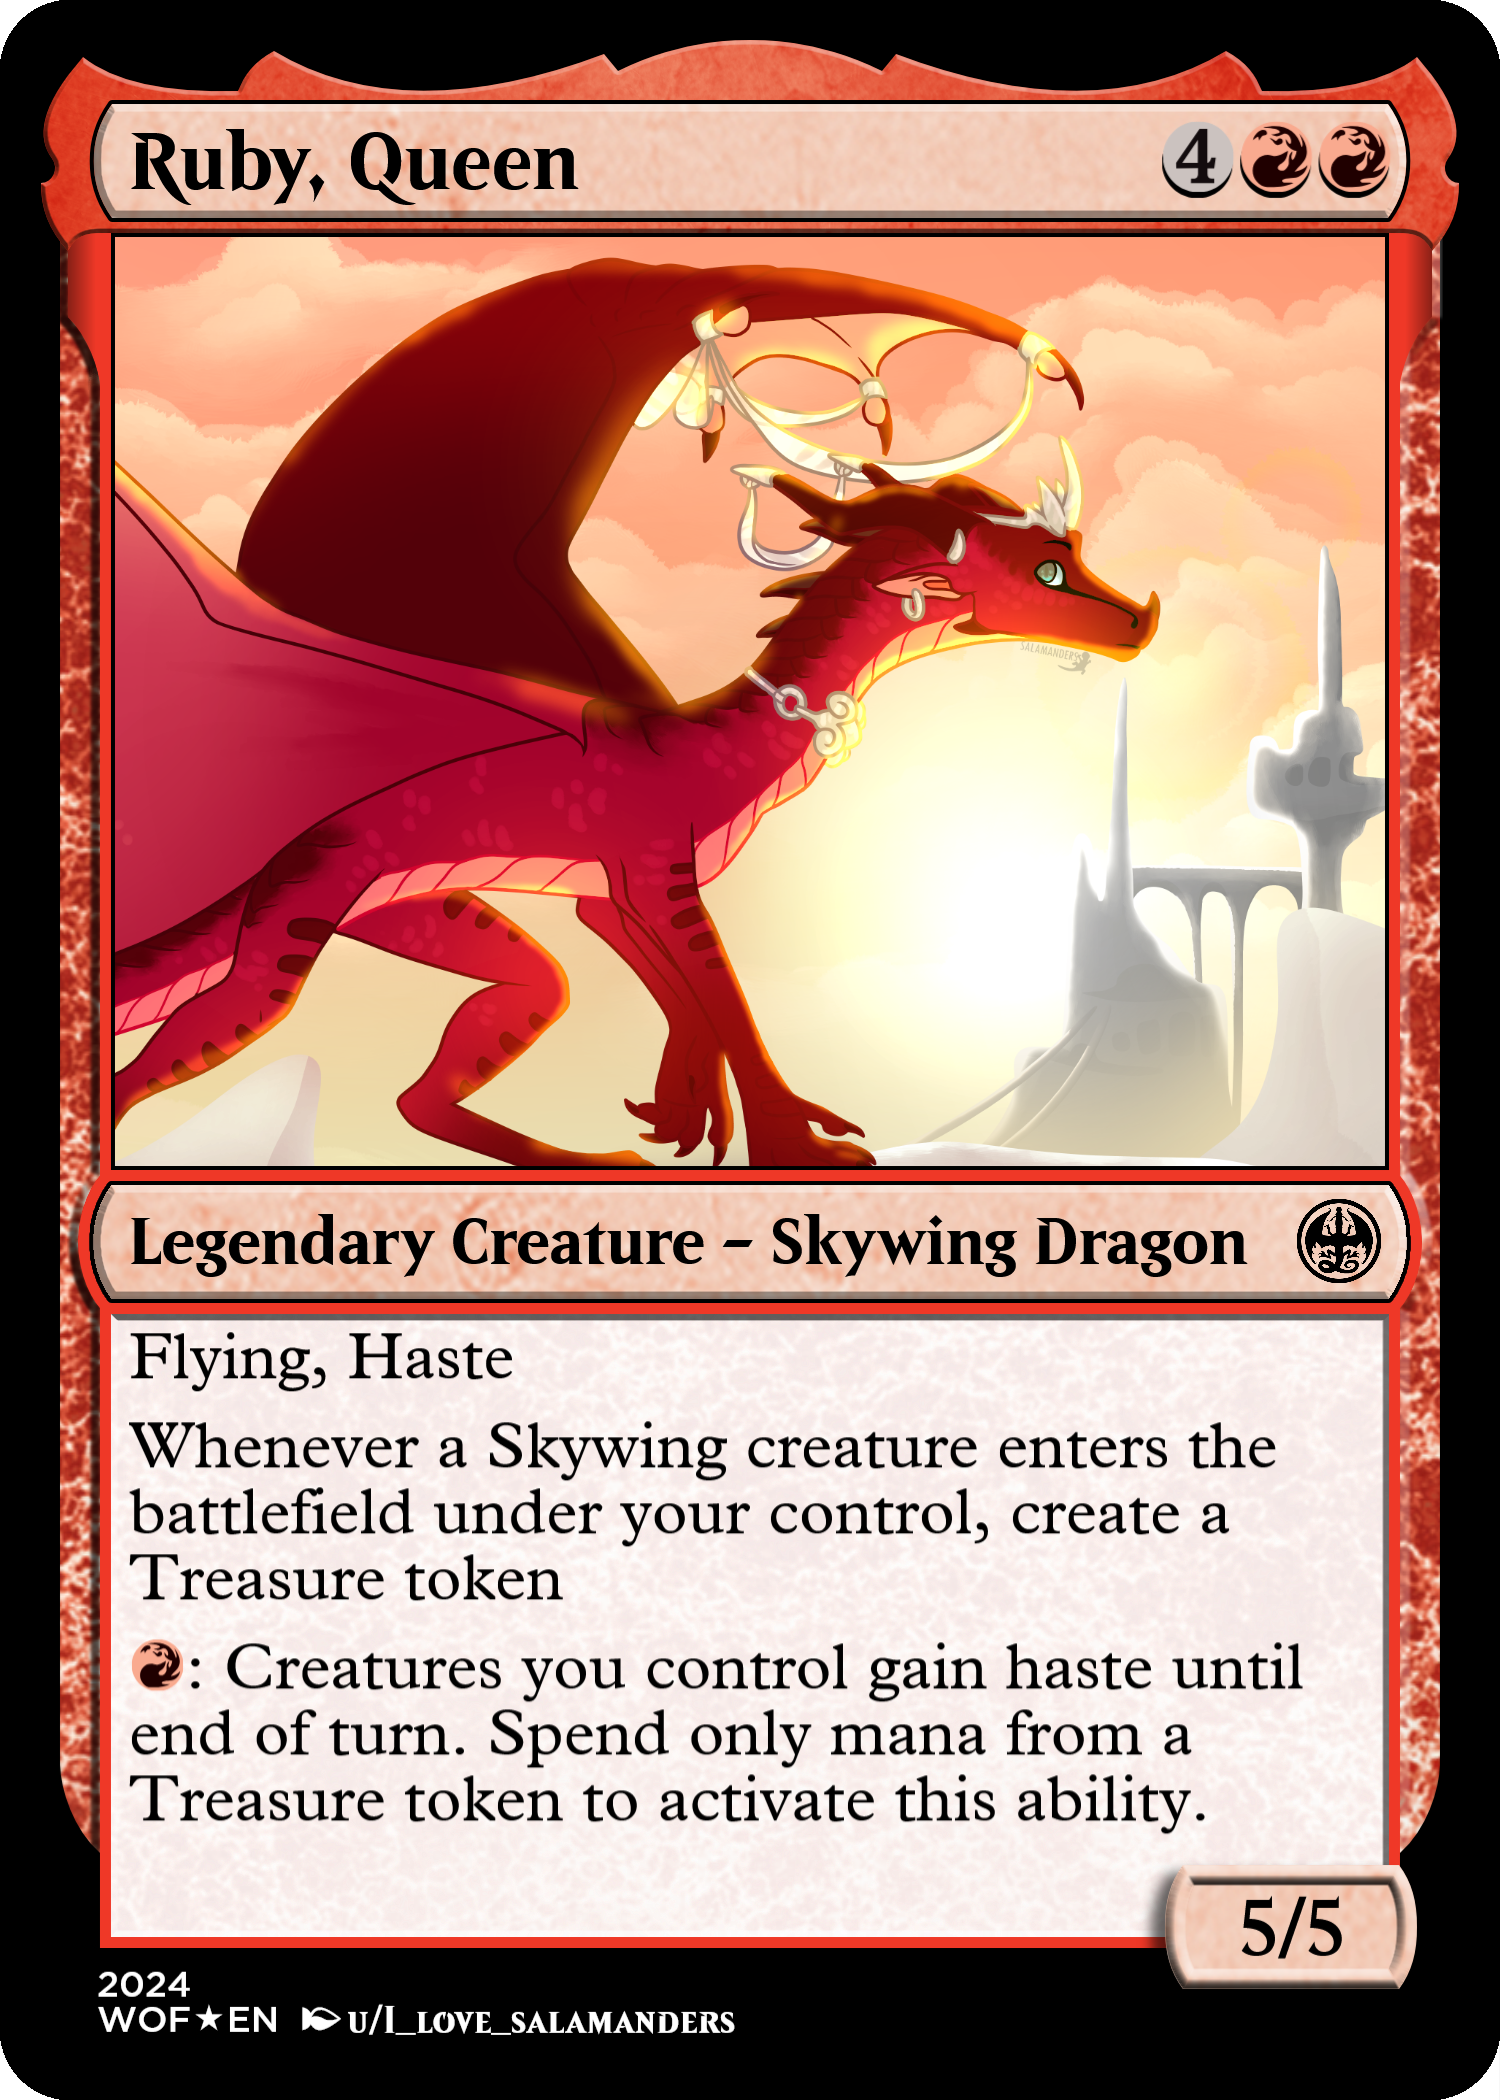 Ruby, Queen
4
SALAMANDERS
Legendary Creature – Skywing Dragon
Flying, Haste
Whenever a Skywing creature enters the
battlefield under your control, create a
Treasure token
: Creatures you control gain haste until
end of turn. Spend only mana from a
Treasure token to activate this ability.
5/5
2024
WOF★EN u/I_love_salamanders